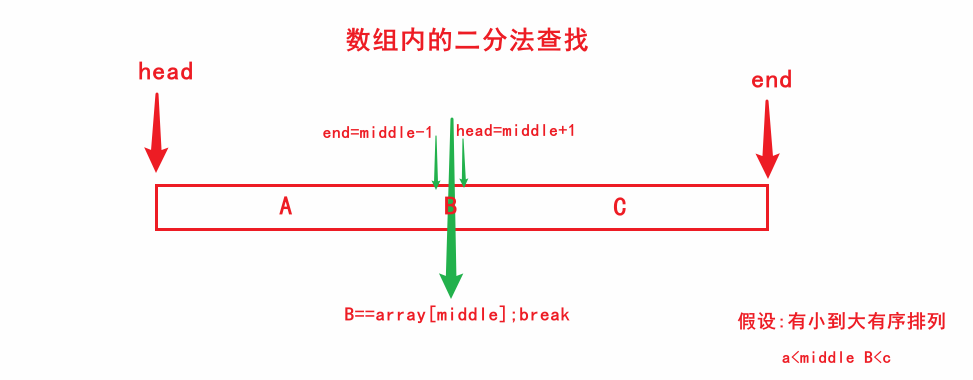 数组内的二分法查找
head
end
end=middle-1
head=middle+1
A
B
C
B==array[middle];break
假设:有小到大有序排列
a<middle B<c